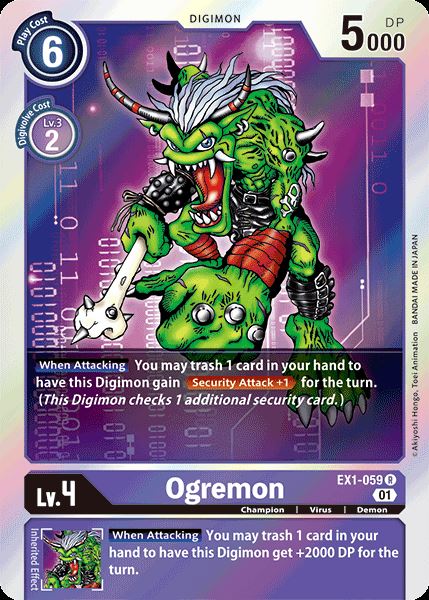 DIGIMON
Play Cost
6
DP
5000
Digivolve Cost
Lv.3
2
When Attacking You may trash 1 card in your hand to
have this Digimon gain Security Attack +1 for the turn.
(This Digimon checks 1 additional security card.)
© Akiyoshi Hongo, Toei Animation BANDAI MADE IN JAPAN
Lv.4
Ogremon
EX1-059 R
01
Champion | Virus | Demon
Inherited Effect
When Attacking You may trash 1 card in your
hand to have this Digimon get +2000 DP for the
turn.